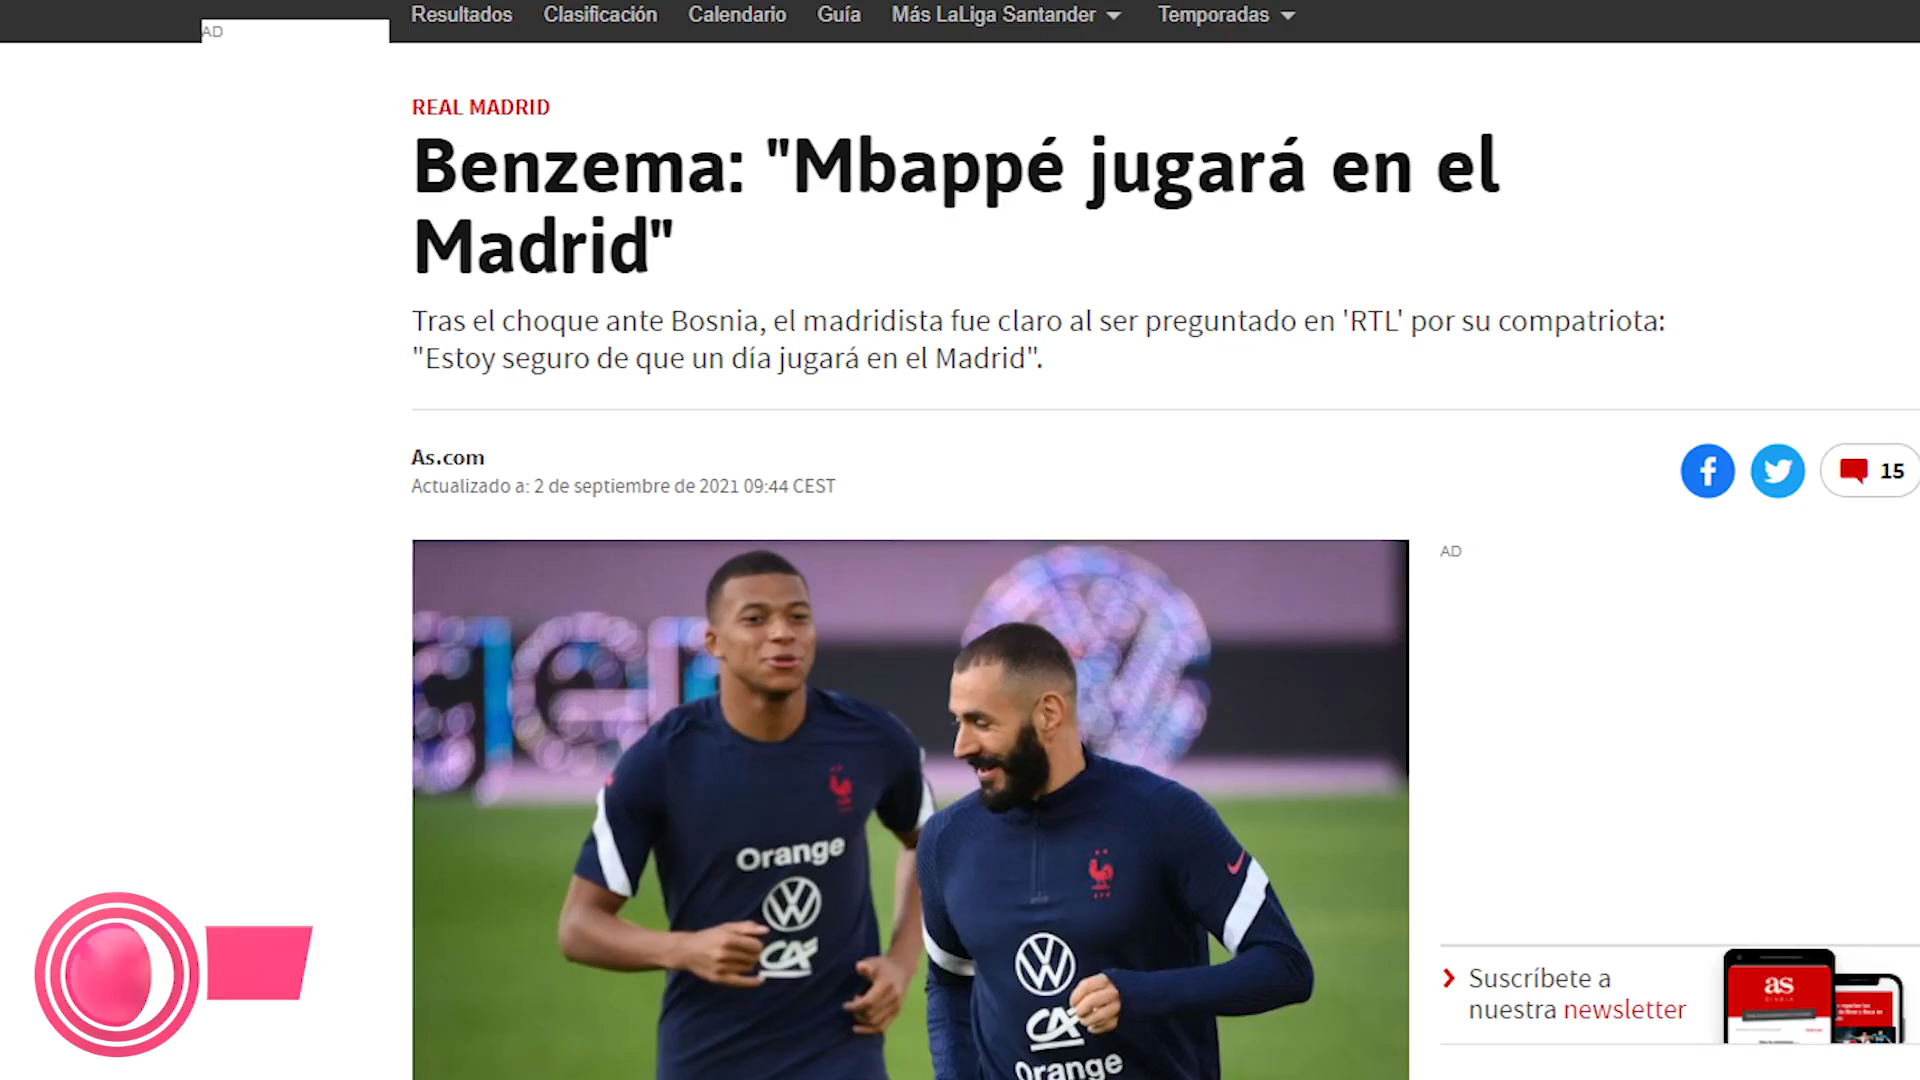 Resultados Clasificación Calendario Guía Más LaLiga Santander Temporadas
AD
REAL MADRID
Benzema: "Mbappé jugará en el
Madrid"
Tras el choque ante Bosnia, el madridista fue claro al ser preguntado en 'RTL' por su compatriota:
"Estoy seguro de que un día jugará en el Madrid".
As.com
Actualizado a: 2 de septiembre de 2021 09:44 CEST
15
AD
Orange
CA
CA
Orange
Suscríbete a
nuestra newsletter
as